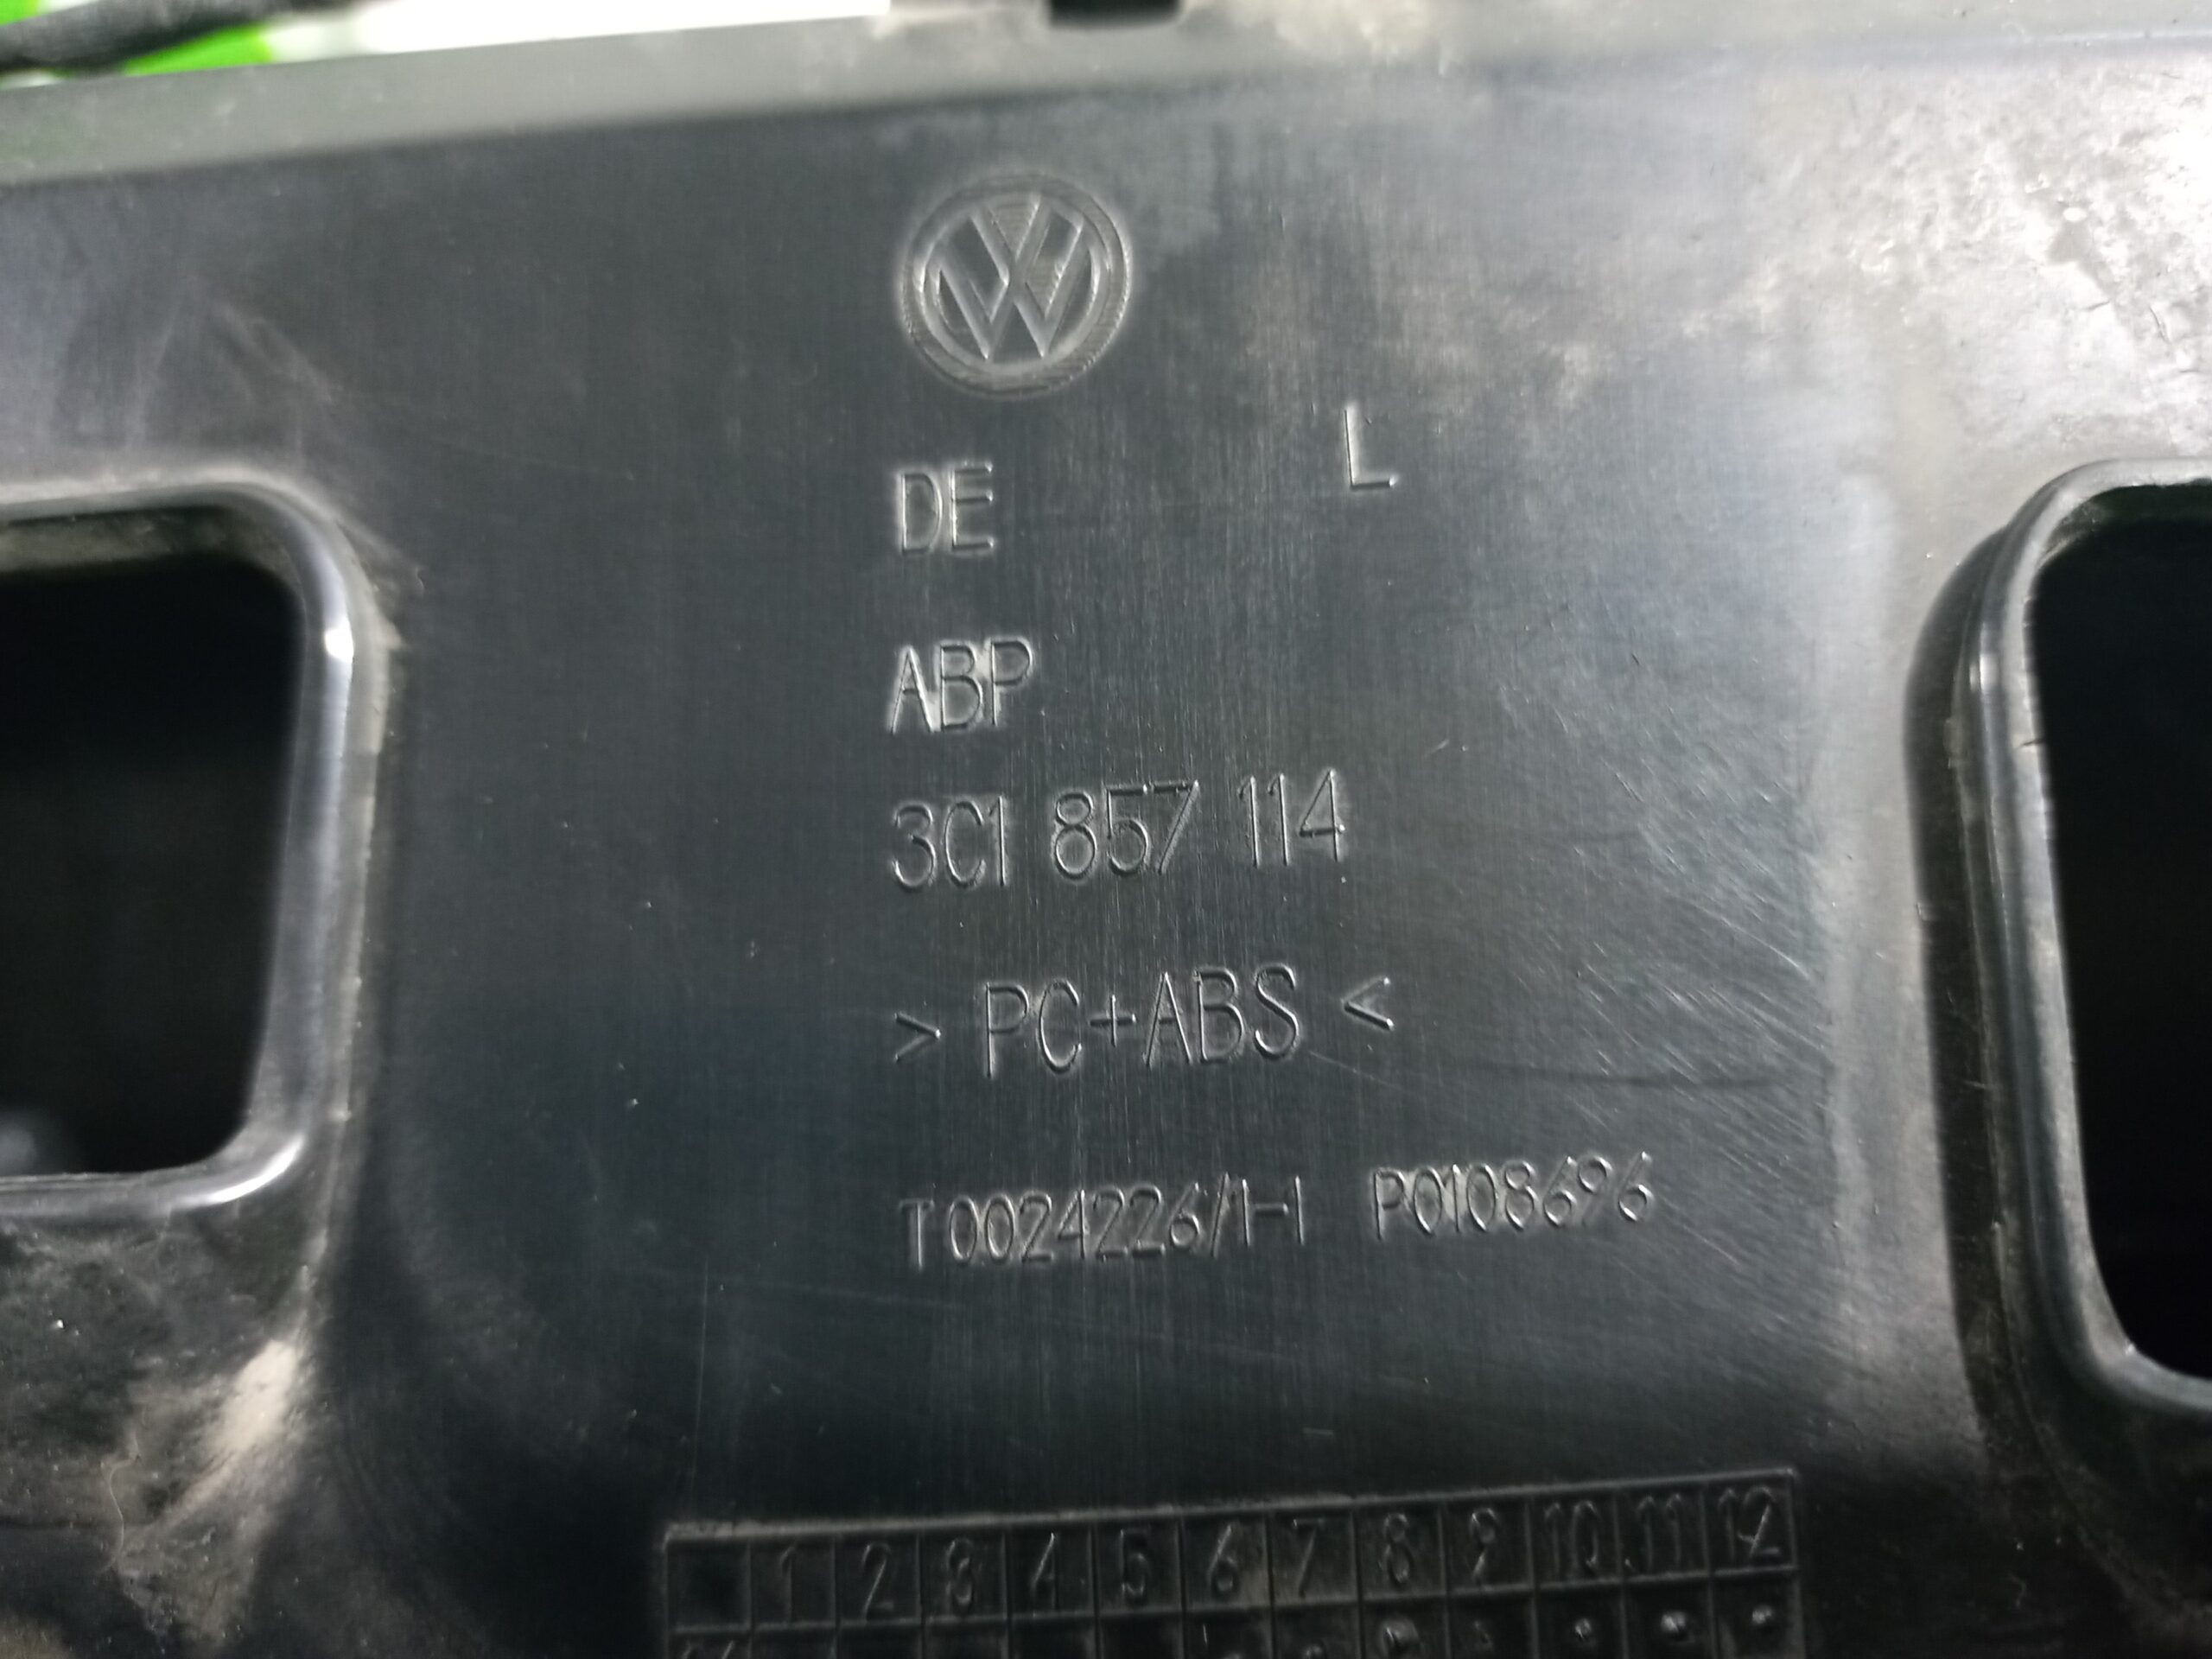 L
DE
ABP
3C1 857 114
> PC+ABS <
T0024226/1-1 P0108696
1 2 3 4 5 6 7 8 9 10 11 12